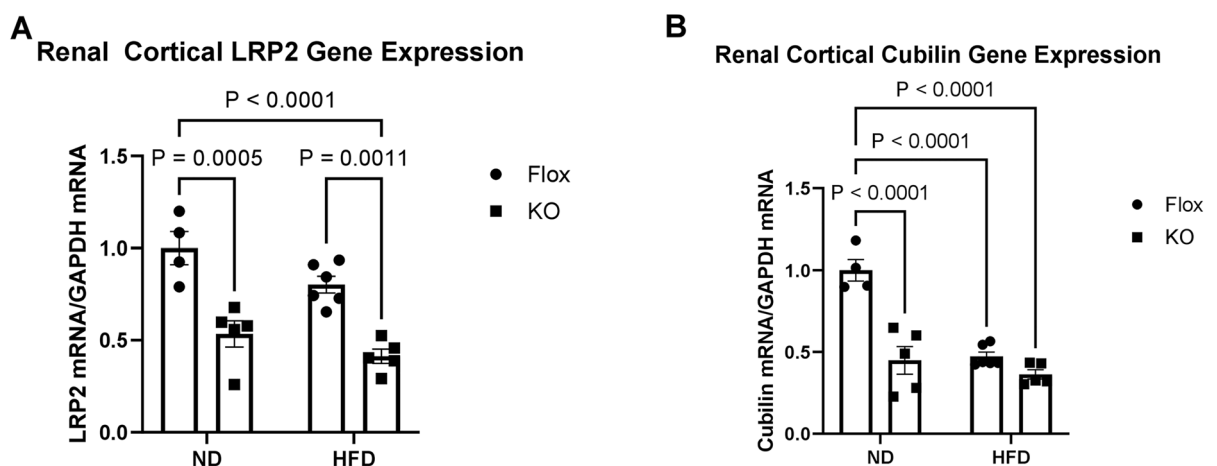 A
Renal Cortical LRP2 Gene Expression
P < 0.0001
P = 0.0005
P = 0.0011
LRP2 mRNA/GAPDH mRNA
1.5
1.0
0.5
0.0
ND
HFD
Flox
KO
B
Renal Cortical Cubilin Gene Expression
P < 0.0001
P < 0.0001
P < 0.0001
Cubilin mRNA/GAPDH mRNA
1.5
1.0
0.5
0.0
ND
HFD
Flox
KO